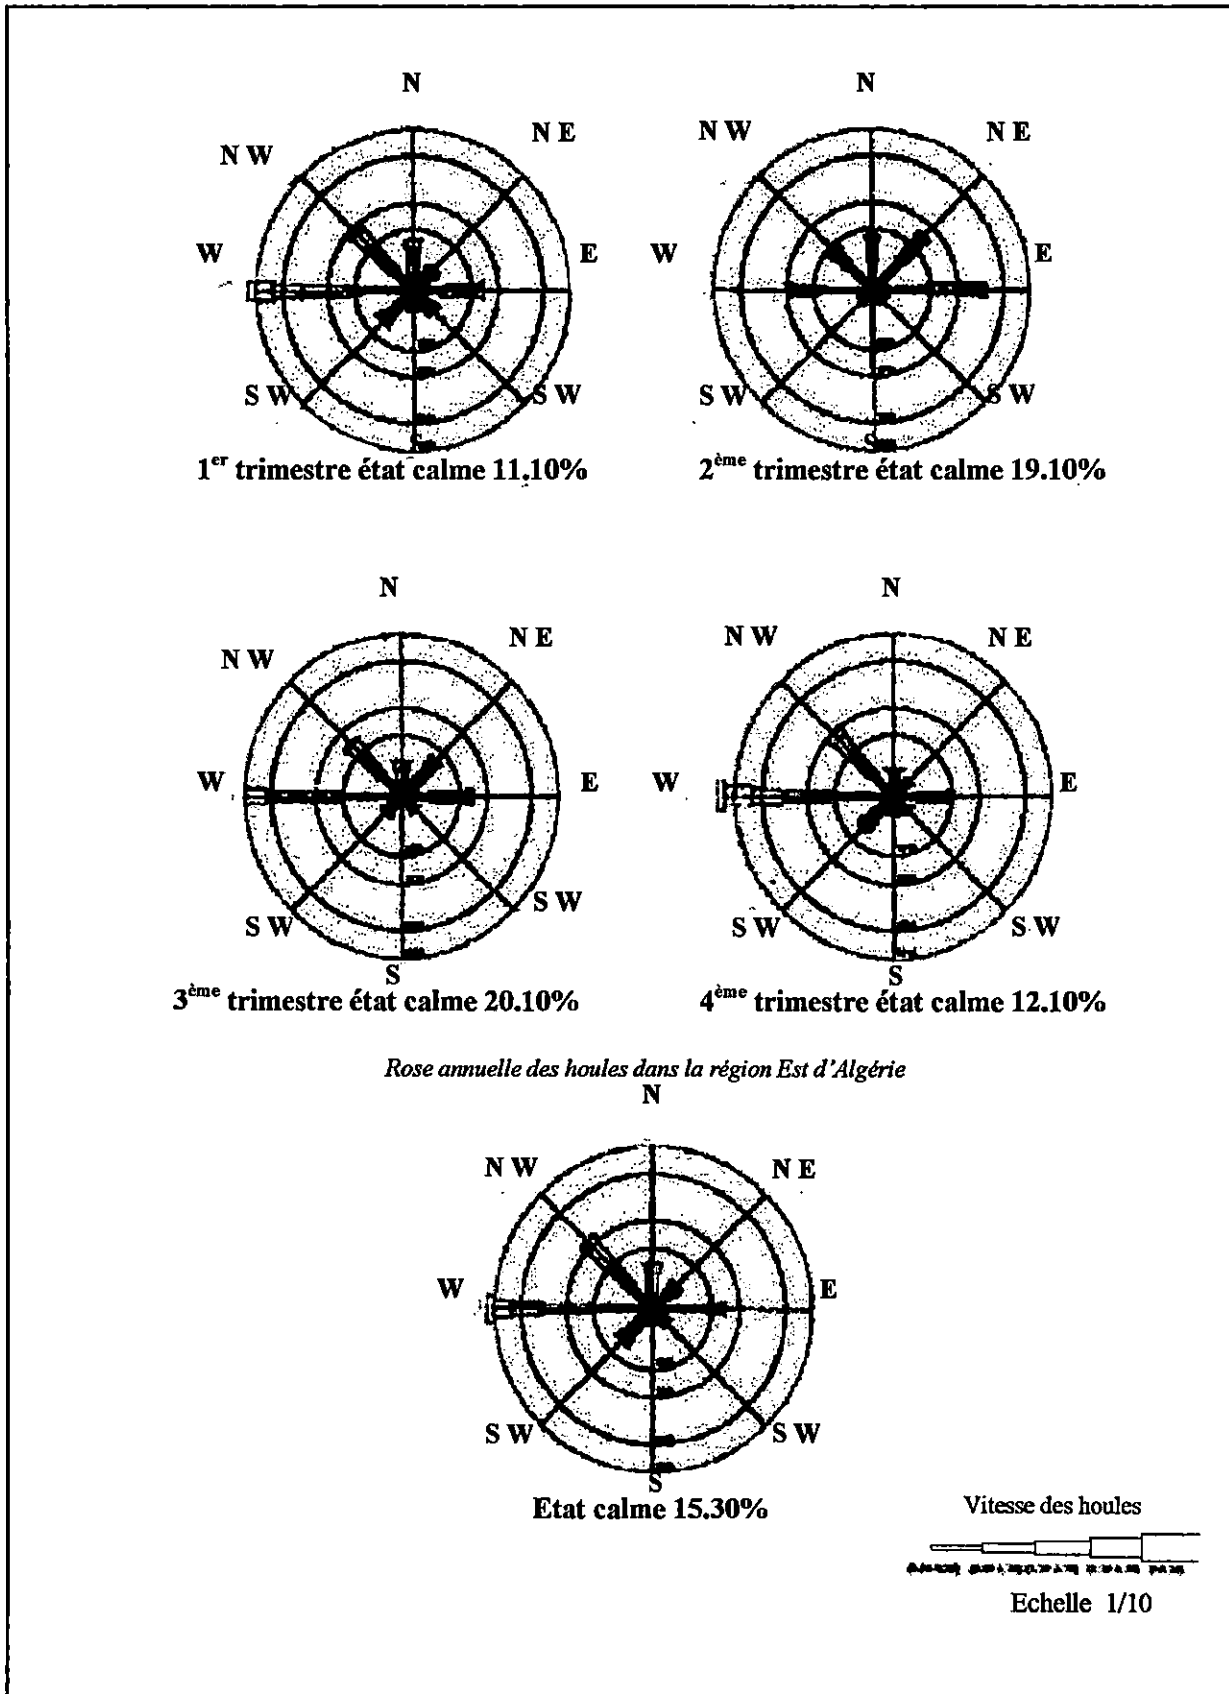 N
N E
N W
W
E
S W
S W
S
1er trimestre état calme 11.10%
N
N W
N E
W
E
S W
S W
S
2ème trimestre état calme 19.10%
N
N E
N W
W
E
S W
S W
S
3ème trimestre état calme 20.10%
N
N W
N E
W
E
S W
S W
S
4ème trimestre état calme 12.10%
Rose annuelle des houles dans la région Est d'Algérie
N
N W
N E
W
E
S W
S W
S
Etat calme 15.30%
Vitesse des houles
Echelle 1/10